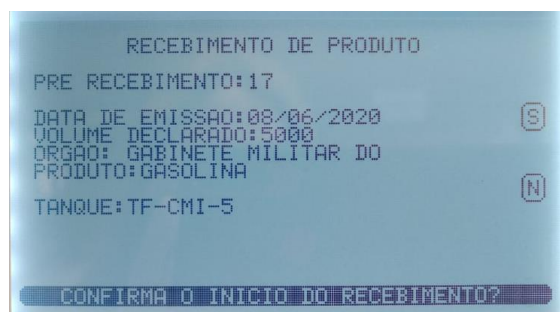 RECEBIMENTO DE PRODUTO
PRE RECEBIMENTO:17
DATA DE EMISSAO:08/06/2020
S
VOLUME DECLARADO:5000
ORGAO: GABINETE MILITAR DO
PRODUTO:GASOLINA
N
TANQUE:TF-CMI-5
CONFIRMA O INICIO DO RECEBIMENTO?